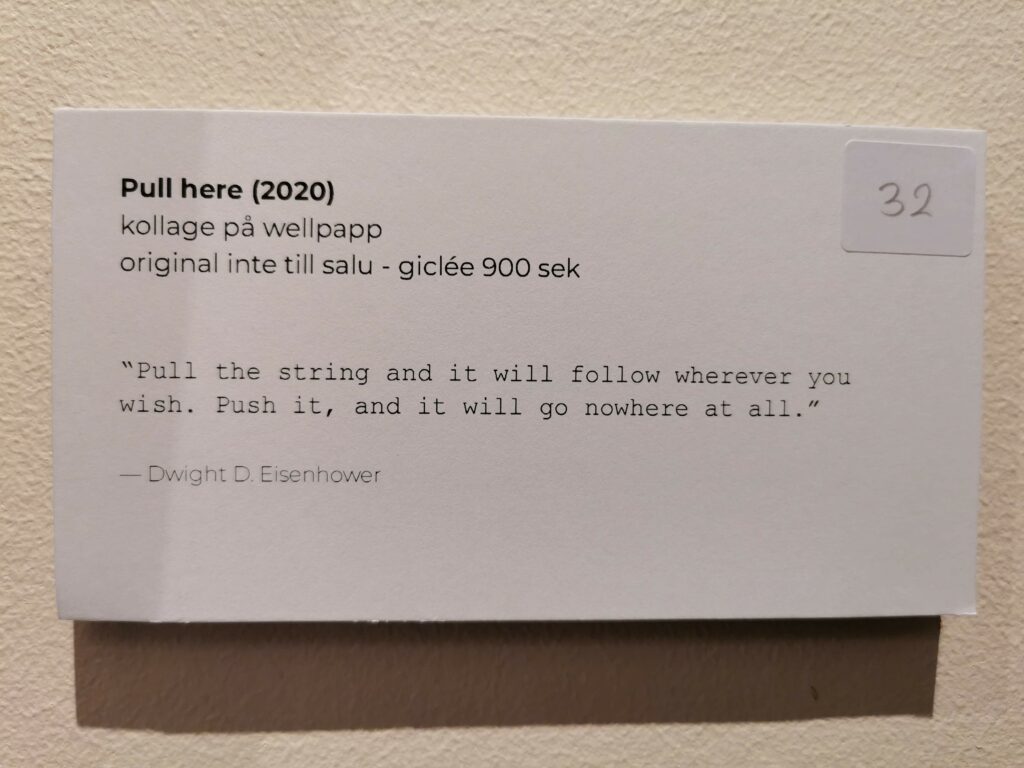 Pull here (2020)
32
kollage på wellpapp
original inte till salu - giclée 900 sek
“Pull the string and it will follow wherever you
wish. Push it, and it will go nowhere at all.”
— Dwight D. Eisenhower